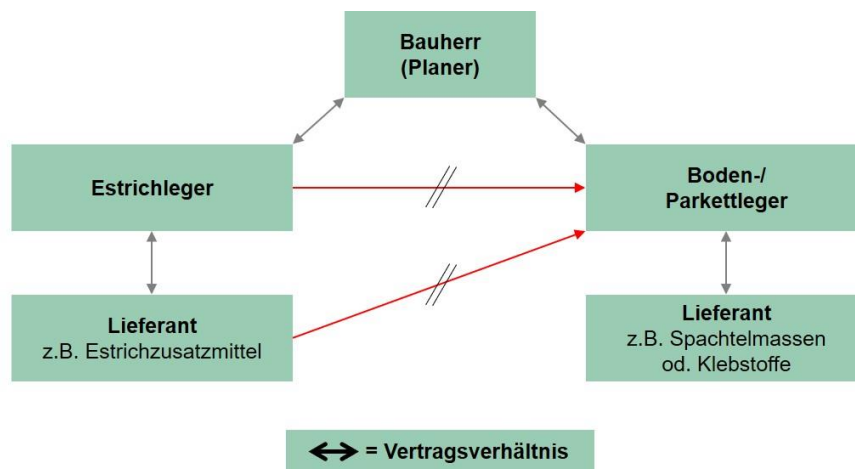 Bauherr
(Planer)
Estrichleger
Boden-/
Parkettleger
Lieferant
z.B. Estrichzusatzmittel
Lieferant
z.B. Spachtelmassen
od. Klebstoffe
= Vertragsverhältnis